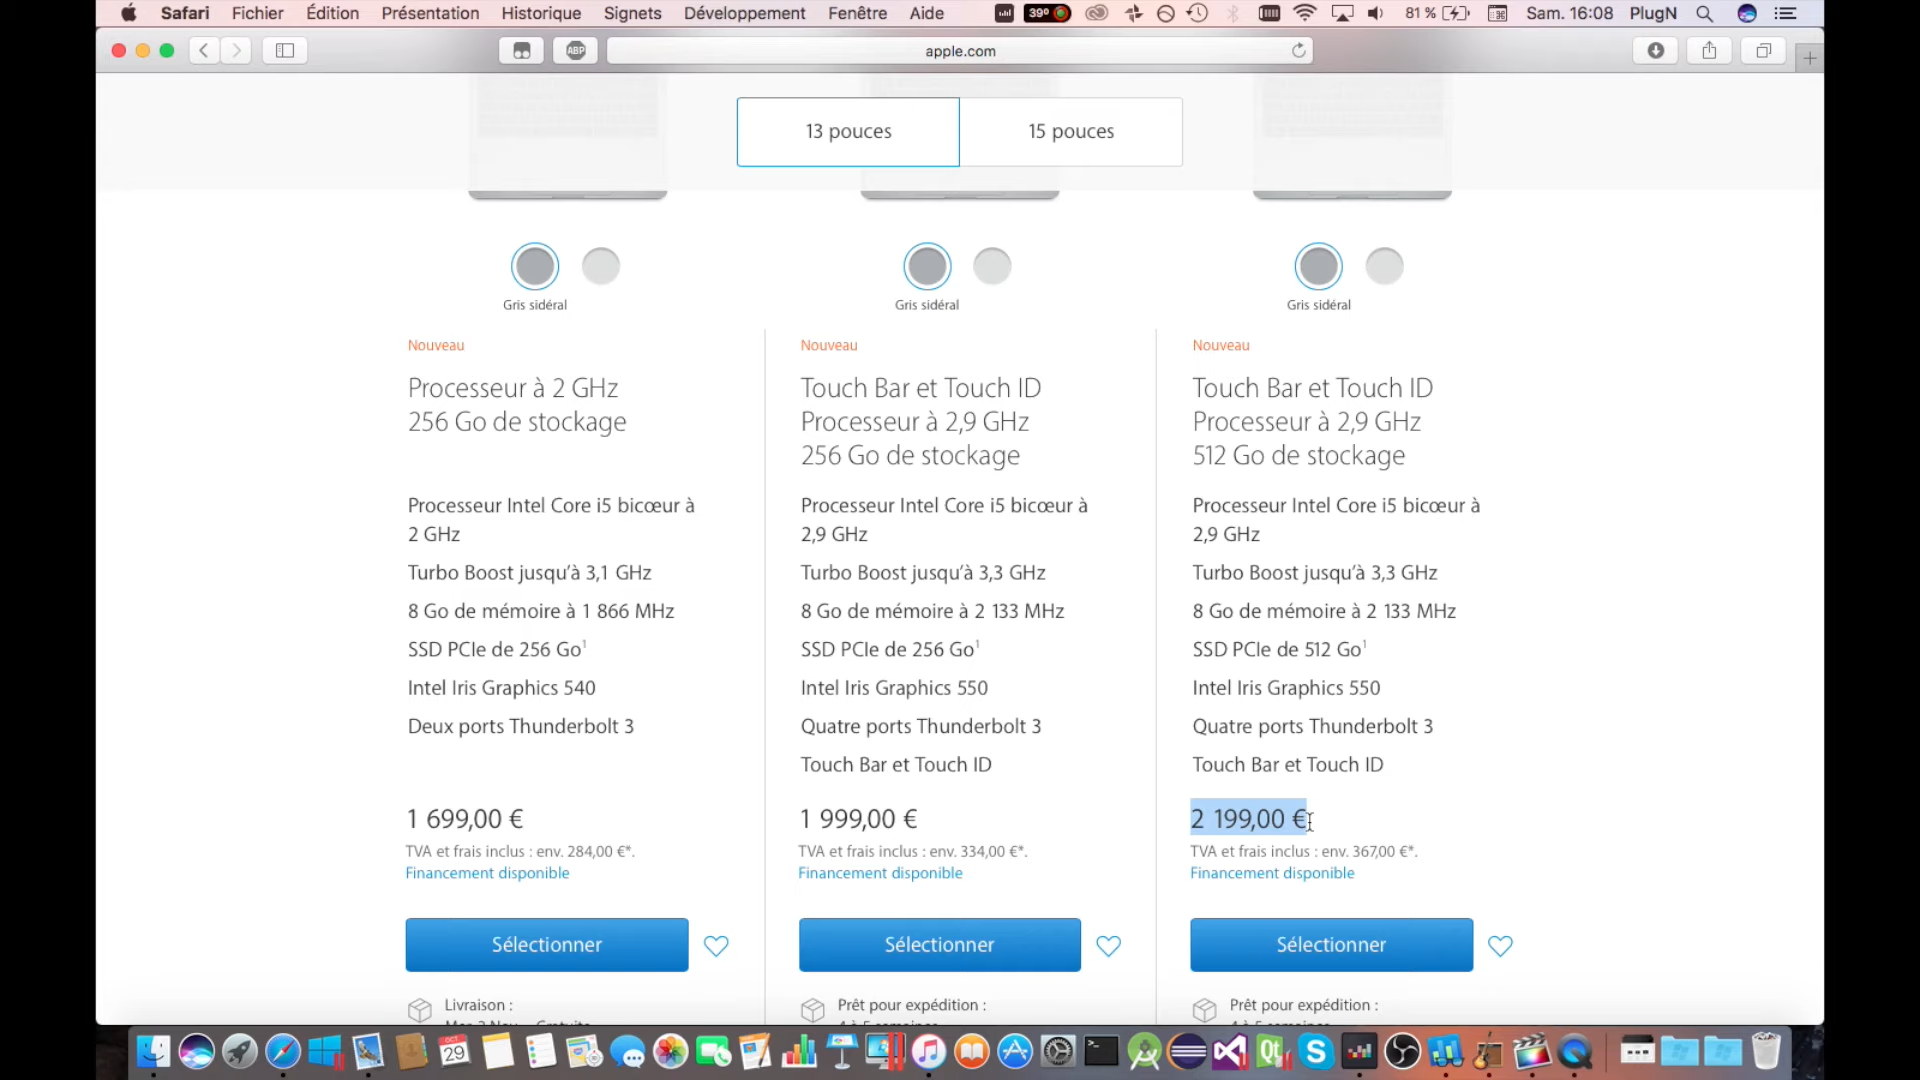 Safari Fichier Édition Présentation Historique Signets Développement Fenêtre Aide 39° 81 % Sam. 16:08 PlugN
ABP apple.com
13 pouces 15 pouces
Gris sidéral Gris sidéral Gris sidéral
Nouveau
Processeur à 2 GHz
256 Go de stockage
Processeur Intel Core i5 bicœur à
2 GHz
Turbo Boost jusqu'à 3,1 GHz
8 Go de mémoire à 1 866 MHz
SSD PCIe de 256 Go¹
Intel Iris Graphics 540
Deux ports Thunderbolt 3
1 699,00 €
TVA et frais inclus : env. 284,00 €*.
Financement disponible
Sélectionner
Livraison :
Nouveau
Touch Bar et Touch ID
Processeur à 2,9 GHz
256 Go de stockage
Processeur Intel Core i5 bicœur à
2,9 GHz
Turbo Boost jusqu'à 3,3 GHz
8 Go de mémoire à 2 133 MHz
SSD PCIe de 256 Go¹
Intel Iris Graphics 550
Quatre ports Thunderbolt 3
Touch Bar et Touch ID
1 999,00 €
TVA et frais inclus : env. 334,00 €*.
Financement disponible
Sélectionner
Prêt pour expédition :
Nouveau
Touch Bar et Touch ID
Processeur à 2,9 GHz
512 Go de stockage
Processeur Intel Core i5 bicœur à
2,9 GHz
Turbo Boost jusqu'à 3,3 GHz
8 Go de mémoire à 2 133 MHz
SSD PCIe de 512 Go¹
Intel Iris Graphics 550
Quatre ports Thunderbolt 3
Touch Bar et Touch ID
2 199,00 €
TVA et frais inclus : env. 367,00 €*.
Financement disponible
Sélectionner
Prêt pour expédition :
OCT 29 Qt